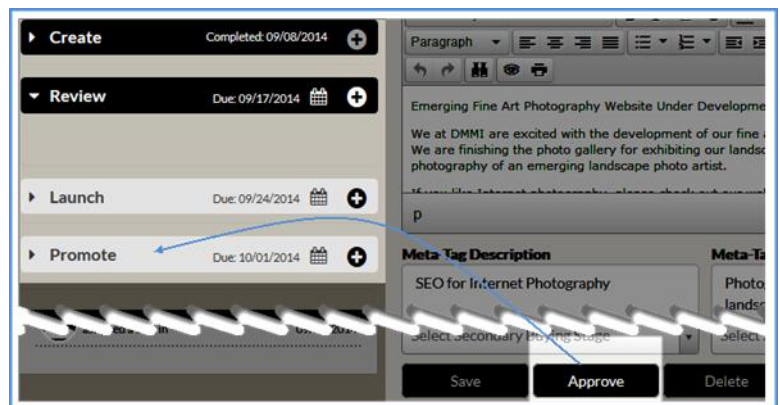 Create Completed: 09/08/2014
Review Due: 09/17/2014
Launch Due: 09/24/2014
Promote Due: 10/01/2014
Paragraph
Emerging Fine Art Photography Website Under Developme
We at DMMI are excited with the development of our fine
We are finishing the photo gallery for exhibiting our landsc
photography of an emerging landscape photo artist.
p
Meta-Tag Description Meta-Ta
SEO for Internet Photography Photo
landsc
Select Secondary Buying Stage Select
Save Approve Delete